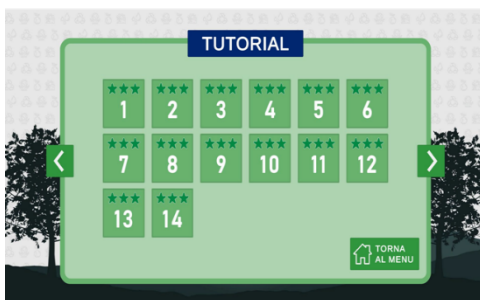 TUTORIAL
1 2 3 4 5 6
7 8 9 10 11 12
13 14
TORNA
AL MENU